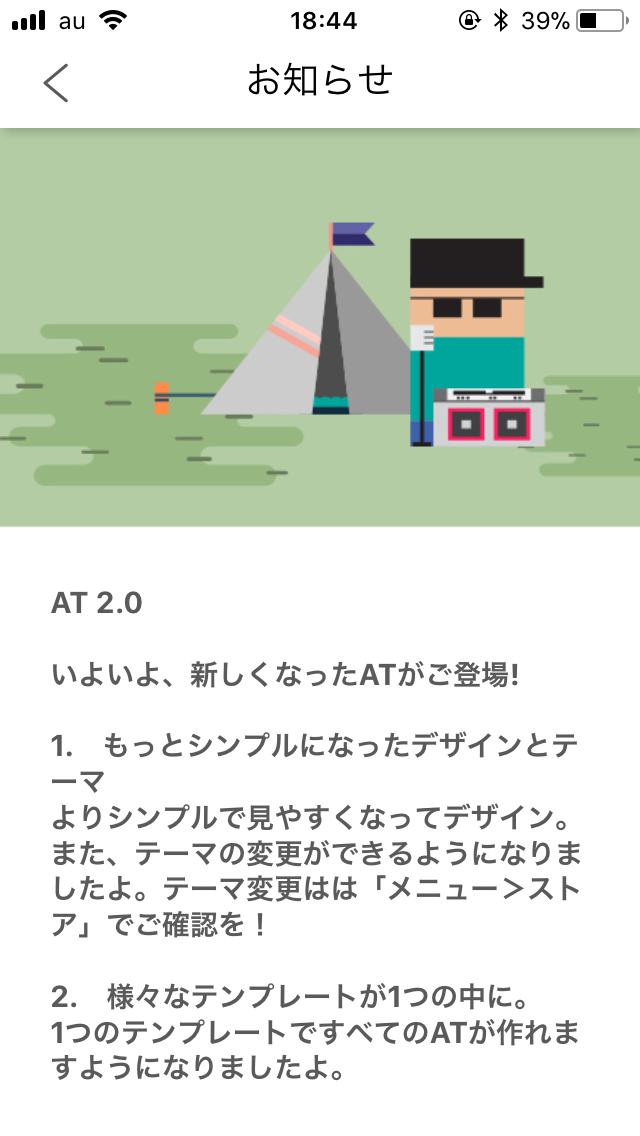 au 18:44 39%
お知らせ
AT 2.0
いよいよ、新しくなったATがご登場!
1. もっとシンプルになったデザインとテ
ーマ
よりシンプルで見やすくなってデザイン。
また、テーマの変更ができるようになりま
したよ。テーマ変更はは「メニュー＞スト
ア」でご確認を！
2. 様々なテンプレートが1つの中に。
1つのテンプレートですべてのATが作れま
すようになりましたよ。